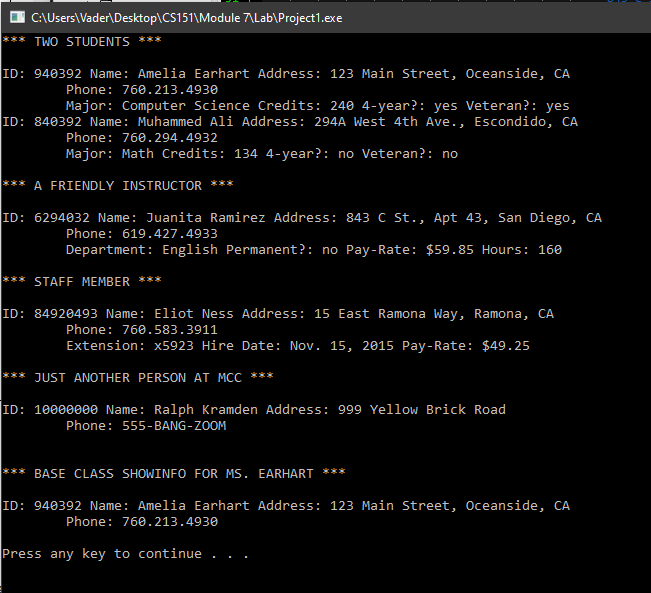 C:\Users\Vader\Desktop\CS151\Module 7\Lab\Project1.exe
*** TWO STUDENTS ***
ID: 940392 Name: Amelia Earhart Address: 123 Main Street, Oceanside, CA
Phone: 760.213.4930
Major: Computer Science Credits: 240 4-year?: yes Veteran?: yes
ID: 840392 Name: Muhammed Ali Address: 294A West 4th Ave., Escondido, CA
Phone: 760.294.4932
Major: Math Credits: 134 4-year?: no Veteran?: no
*** A FRIENDLY INSTRUCTOR ***
ID: 6294032 Name: Juanita Ramirez Address: 843 C St., Apt 43, San Diego, CA
Phone: 619.427.4933
Department: English Permanent?: no Pay-Rate: $59.85 Hours: 160
*** STAFF MEMBER ***
ID: 84920493 Name: Eliot Ness Address: 15 East Ramona Way, Ramona, CA
Phone: 760.583.3911
Extension: x5923 Hire Date: Nov. 15, 2015 Pay-Rate: $49.25
*** JUST ANOTHER PERSON AT MCC ***
ID: 10000000 Name: Ralph Kramden Address: 999 Yellow Brick Road
Phone: 555-BANG-ZOOM
*** BASE CLASS SHOWINFO FOR MS. EARHART ***
ID: 940392 Name: Amelia Earhart Address: 123 Main Street, Oceanside, CA
Phone: 760.213.4930
Press any key to continue . . .